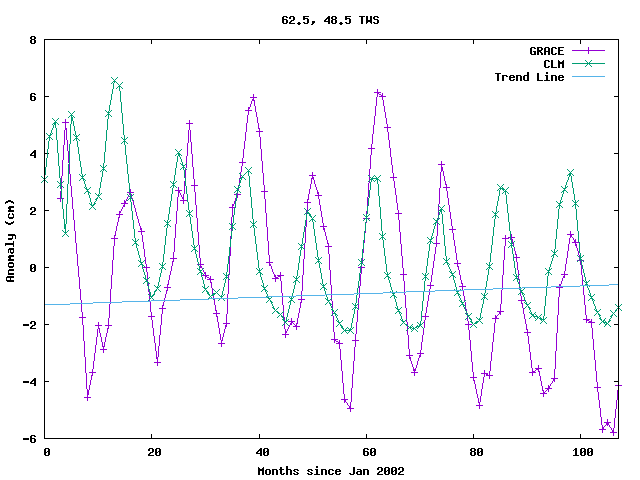 62.5, 48.5 TWS
GRACE
CLM
Trend Line
8
6
4
2
0
-2
-4
-6
Anomaly (cm)
0 20 40 60 80 100
Months since Jan 2002